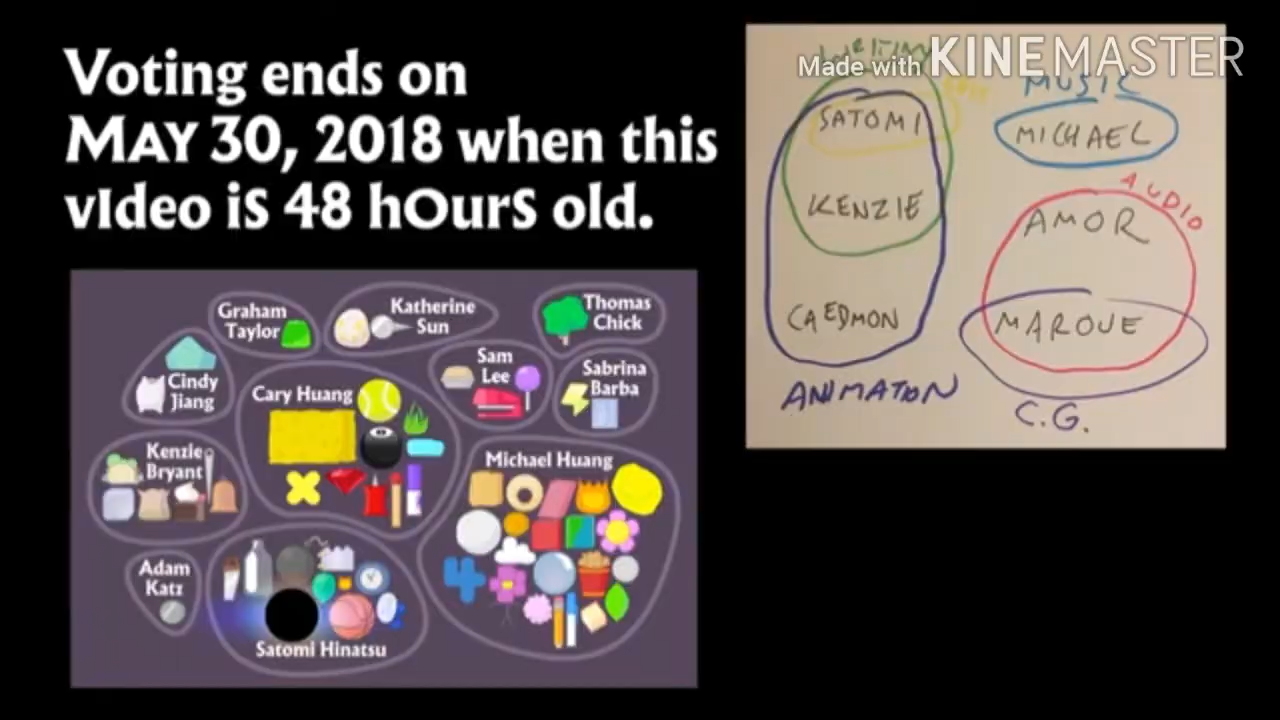 Voting ends on
MAY 30, 2018 when this
vIdeo is 48 hOurs old.
Graham
Taylor
Katherine
Sun
Thomas
Chick
Cindy
Jiang
Cary Huang
Sam
Lee
Sabrina
Barba
Kenzie
Bryant
Michael Huang
Adam
Katz
Satomi Hinatsu
Made with KINEMASTER
SATOMI
KENZIE
CAEDMON
ANIMATION
MUSIC
MICHAEL
AUDIO
AMOR
MAROUE
C.G.